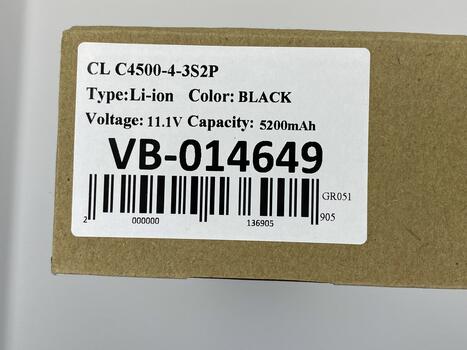 CL C4500-4-3S2P
Type:Li-ion Color: BLACK
Voltage: 11.1V Capacity: 5200mAh
VB-014649
GR051
905
2 000000 136905